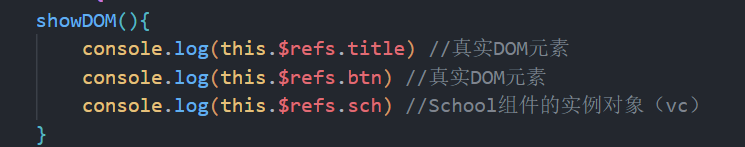 showDOM(){
console.log(this.$refs.title) //真实DOM元素
console.log(this.$refs.btn) //真实DOM元素
console.log(this.$refs.sch) //School组件的实例对象（vc）
}